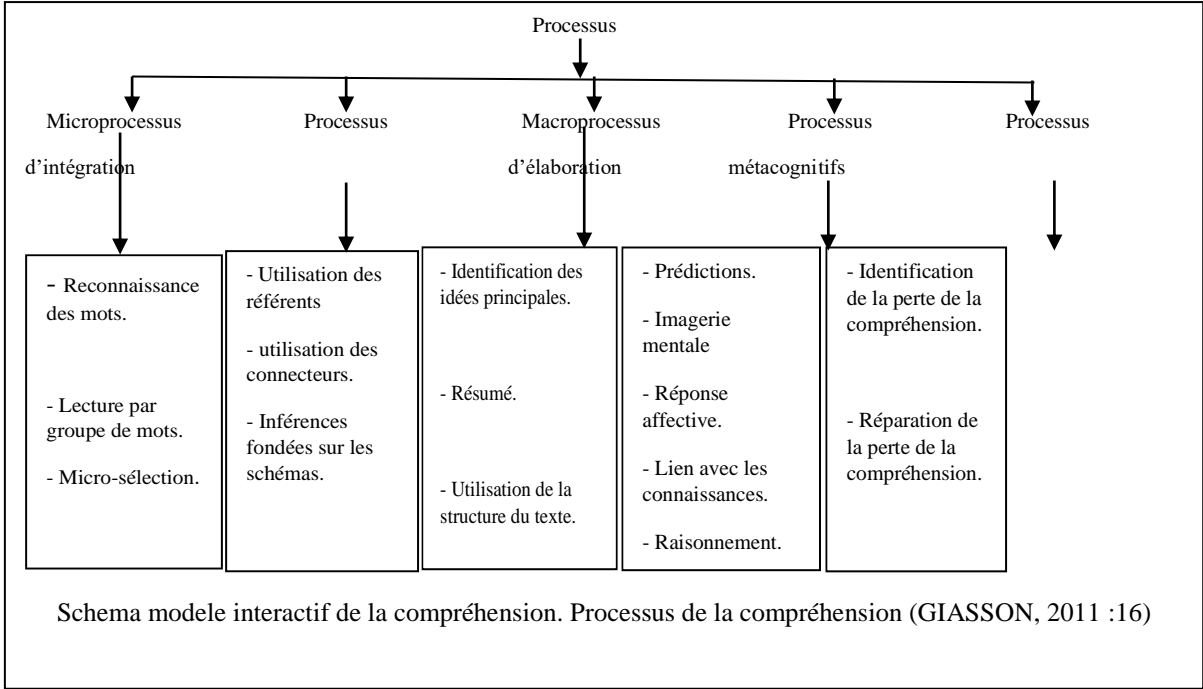 Processus
Microprocessus Processus Macroprocessus Processus Processus
d'intégration d'élaboration métacognitifs
- Reconnaissance
des mots.
- Lecture par
groupe de mots.
- Micro-sélection.
- Utilisation des
référents
- utilisation des
connecteurs.
- Inférences
fondées sur les
schémas.
- Identification des
idées principales.
- Résumé.
- Utilisation de la
structure du texte.
- Prédictions.
- Imagerie
mentale
- Réponse
affective.
- Lien avec les
connaissances.
- Raisonnement.
- Identification
de la perte de la
compréhension.
- Réparation de
la perte de la
compréhension.
Schema modele interactif de la compréhension. Processus de la compréhension (GIASSON, 2011 :16)